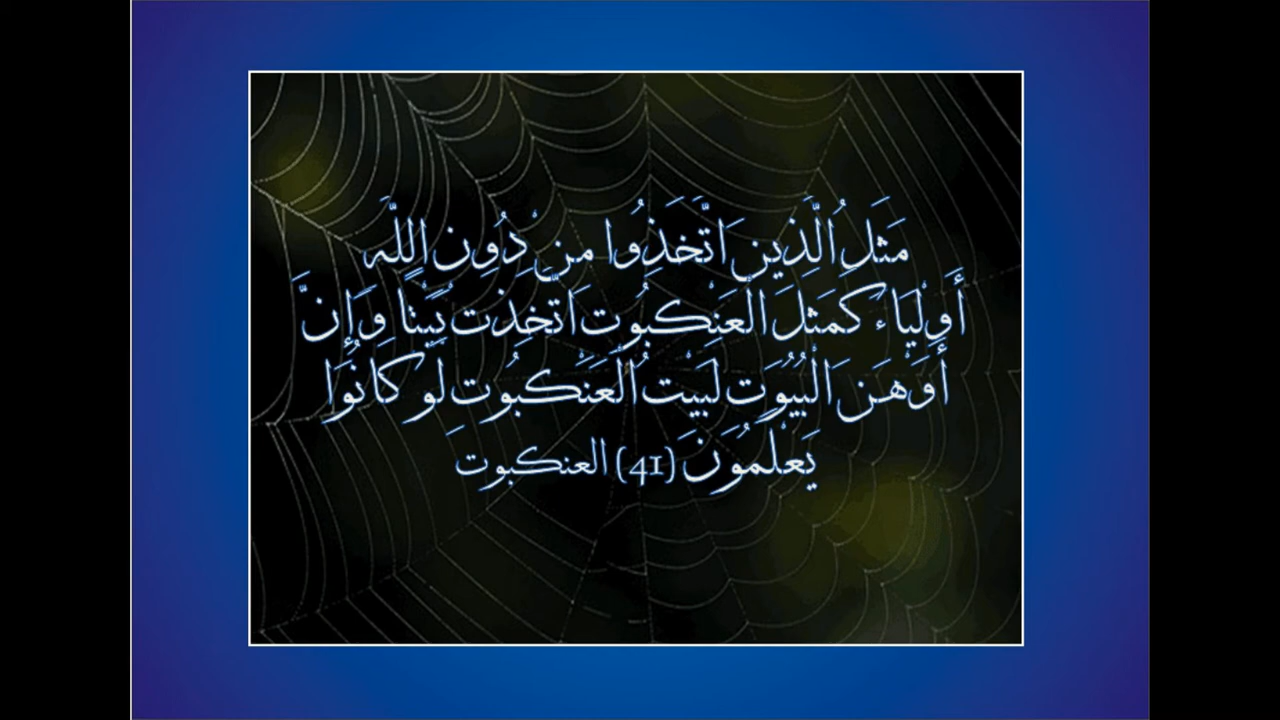 مَثَلُ الَّذِينَ اتَّخَذُوا مِن دُونِ اللَّهِ
أَوْلِيَاءَ كَمَثَلِ الْعَنكَبُوتِ اتَّخَذَتْ بَيْتًا وَإِنَّ
أَوْهَنَ الْبُيُوتِ لَبَيْتُ الْعَنكَبُوتِ لَوْ كَانُوا
يَعْلَمُونَ (41) العنكبوت